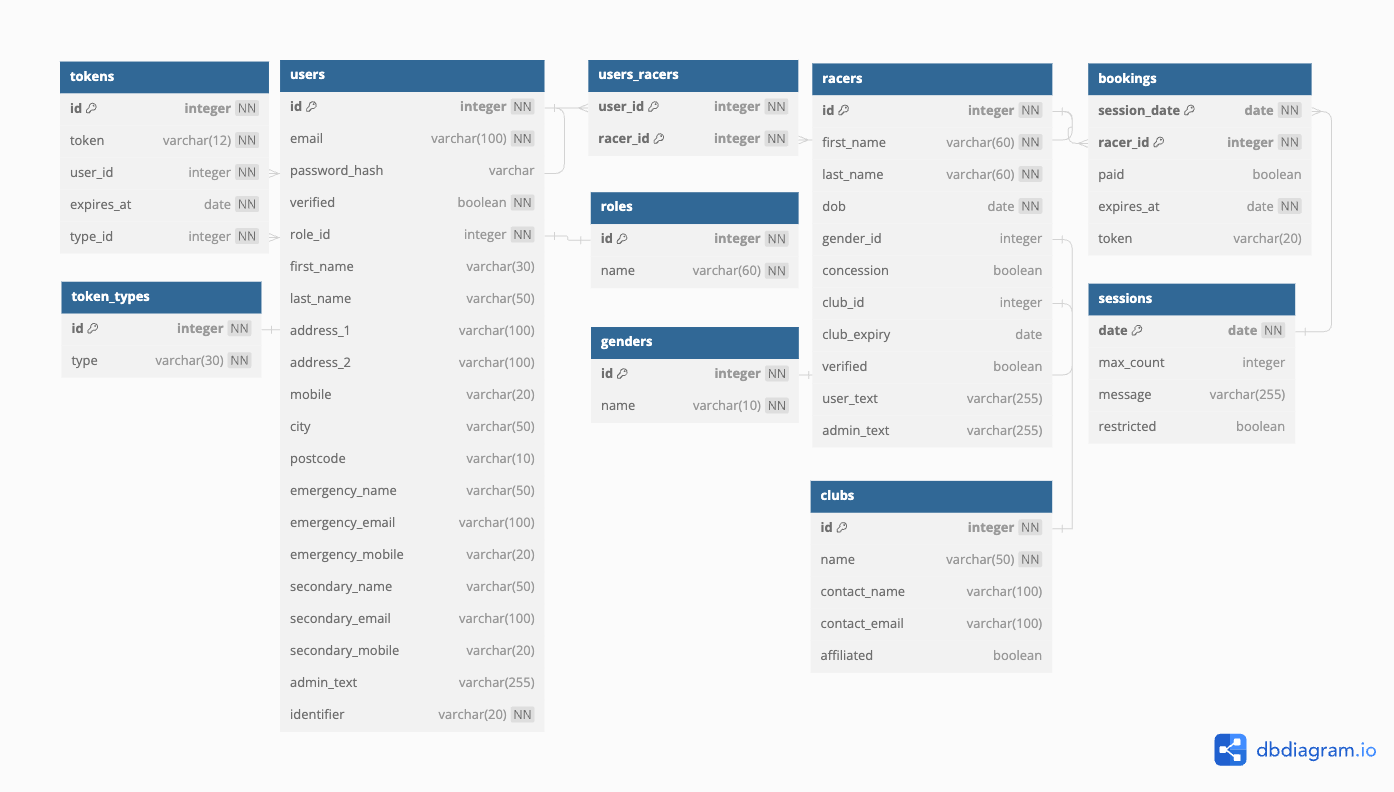 tokens
id integer NN
token varchar(12) NN
user_id integer NN
expires_at date NN
type_id integer NN
token_types
id integer NN
type varchar(30) NN
users
id integer NN
email varchar(100) NN
password_hash varchar
verified boolean NN
role_id integer NN
first_name varchar(30)
last_name varchar(50)
address_1 varchar(100)
address_2 varchar(100)
mobile varchar(20)
city varchar(50)
postcode varchar(10)
emergency_name varchar(50)
emergency_email varchar(100)
emergency_mobile varchar(20)
secondary_name varchar(50)
secondary_email varchar(100)
secondary_mobile varchar(20)
admin_text varchar(255)
identifier varchar(20) NN
users_racers
user_id integer NN
racer_id integer NN
roles
id integer NN
name varchar(60) NN
genders
id integer NN
name varchar(10) NN
racers
id integer NN
first_name varchar(60) NN
last_name varchar(60) NN
dob date NN
gender_id integer
concession boolean
club_id integer
club_expiry date
verified boolean
user_text varchar(255)
admin_text varchar(255)
clubs
id integer NN
name varchar(50) NN
contact_name varchar(100)
contact_email varchar(100)
affiliated boolean
bookings
session_date date NN
racer_id integer NN
paid boolean
expires_at date NN
token varchar(20)
sessions
date date NN
max_count integer
message varchar(255)
restricted boolean
dbdiagram.io